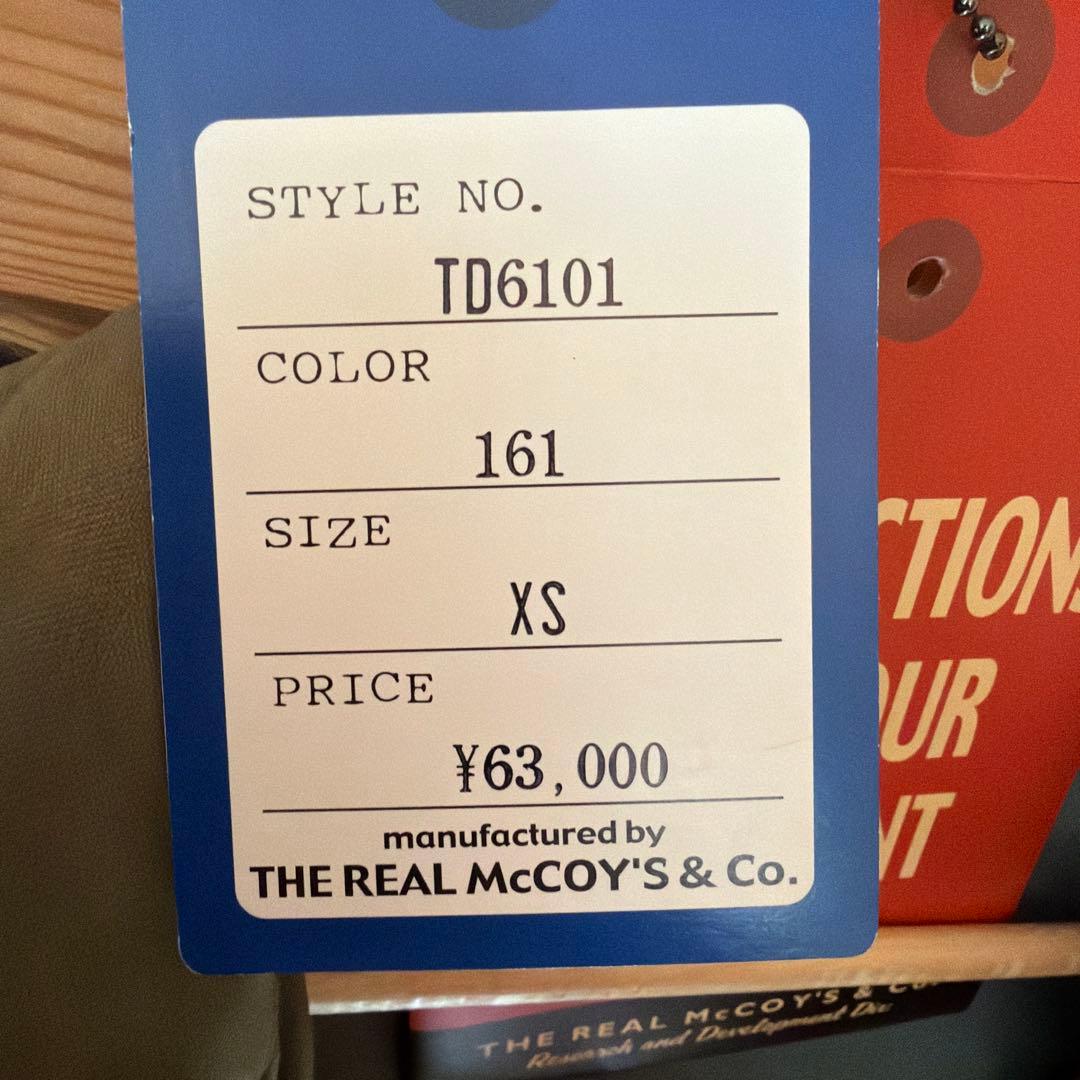 STYLE NO.
TD6101
COLOR
161
SIZE
XS
PRICE
¥63,000
manufactured by
THE REAL McCOY'S & Co.
CTION
OUR
NT
THE REAL McCOY'S & Co.
Research and Development Div